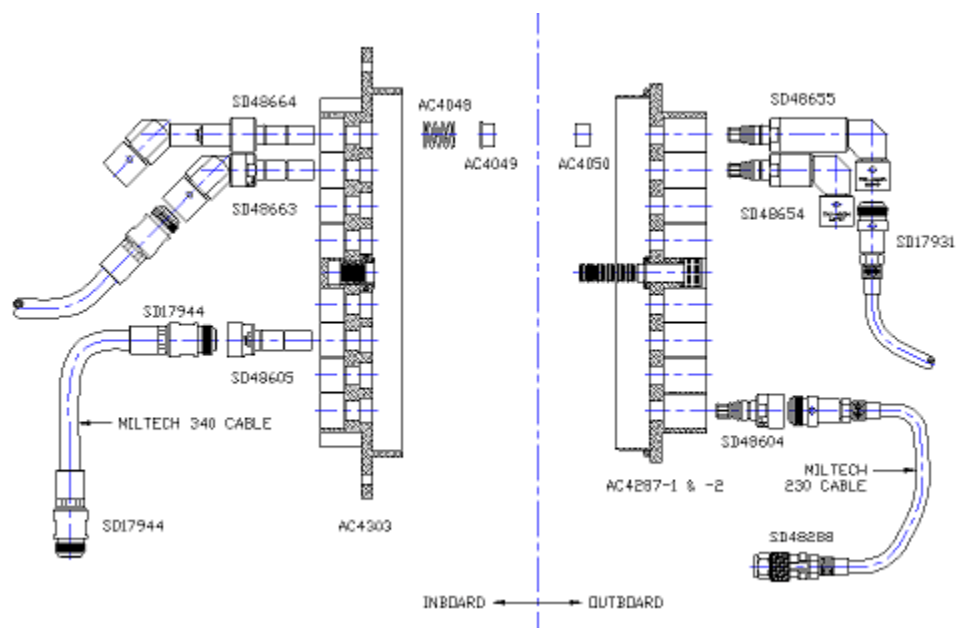 SD48664
AC4048
SD48655
AC4049
AC4050
SD48663
SD48654
SD17931
SD17944
SD48605
MILTECH 340 CABLE
SD48604
AC4287-1 & -2
MILTECH
230 CABLE
SD17944
AC4303
SD48288
INBOARD
OUTBOARD